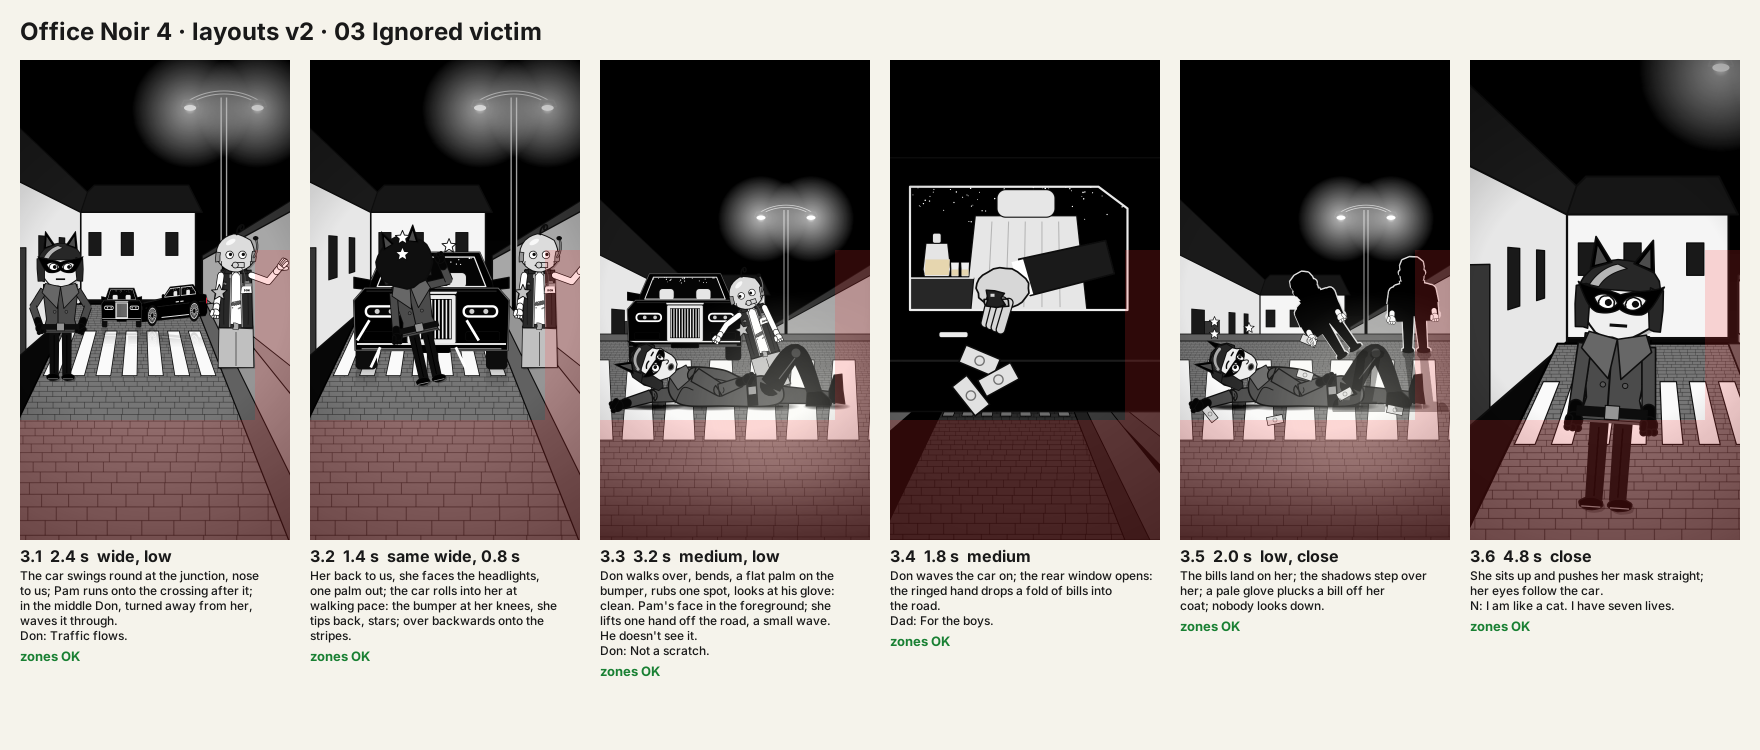 Office Noir 4 · layouts v2 · 03 Ignored victim
3.1 2.4 s wide, low
The car swings round at the junction, nose
to us; Pam runs onto the crossing after it;
in the middle Don, turned away from her,
waves it through.
Don: Traffic flows.
zones OK
3.2 1.4 s same wide, 0.8 s
Her back to us, she faces the headlights,
one palm out; the car rolls into her at
walking pace: the bumper at her knees, she
tips back, stars; over backwards onto the
stripes.
zones OK
3.3 3.2 s medium, low
Don walks over, bends, a flat palm on the
bumper, rubs one spot, looks at his glove:
clean. Pam's face in the foreground; she
lifts one hand off the road, a small wave.
He doesn't see it.
Don: Not a scratch.
zones OK
3.4 1.8 s medium
Don waves the car on; the rear window opens:
the ringed hand drops a fold of bills into
the road.
Dad: For the boys.
zones OK
3.5 2.0 s low, close
The bills land on her; the shadows step over
her; a pale glove plucks a bill off her
coat; nobody looks down.
zones OK
3.6 4.8 s close
She sits up and pushes her mask straight;
her eyes follow the car.
N: I am like a cat. I have seven lives.
zones OK